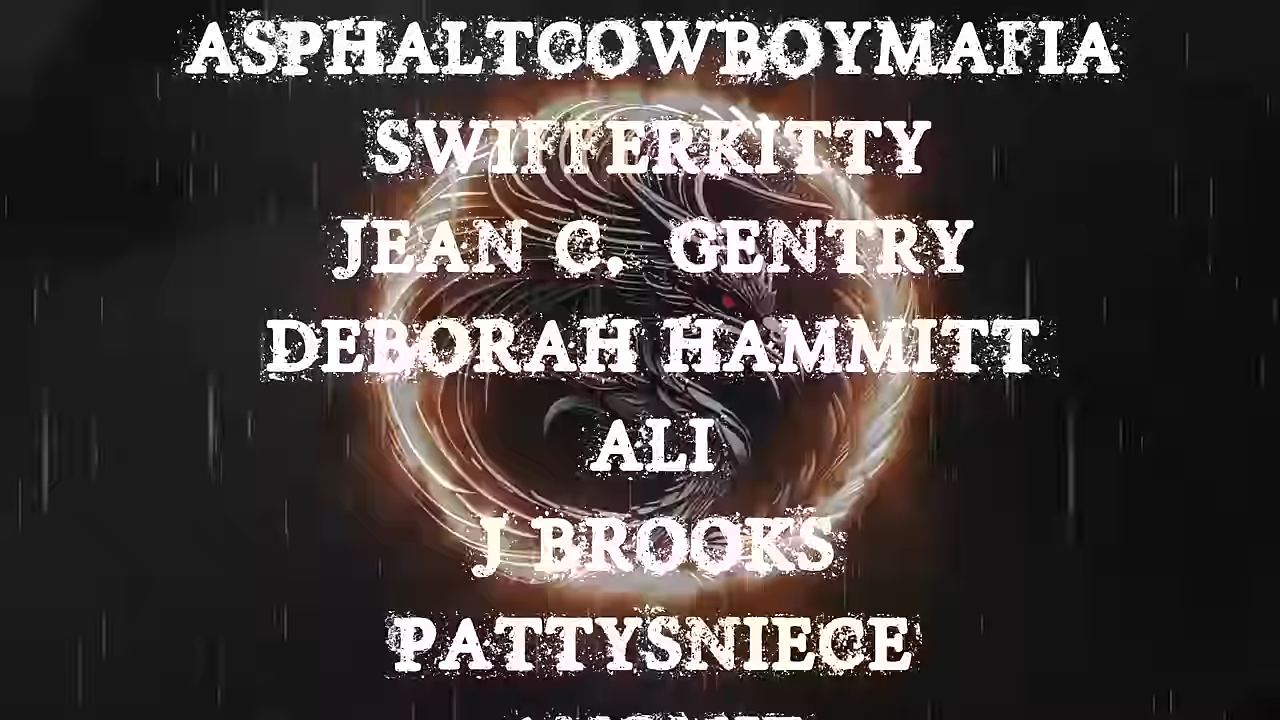 ASPHALTCOWBOYMAFIA
SWIFFERKITTY
JEAN C. GENTRY
DEBORAH HAMMITT
ALI
J BROOKS
PATTYSNIECE